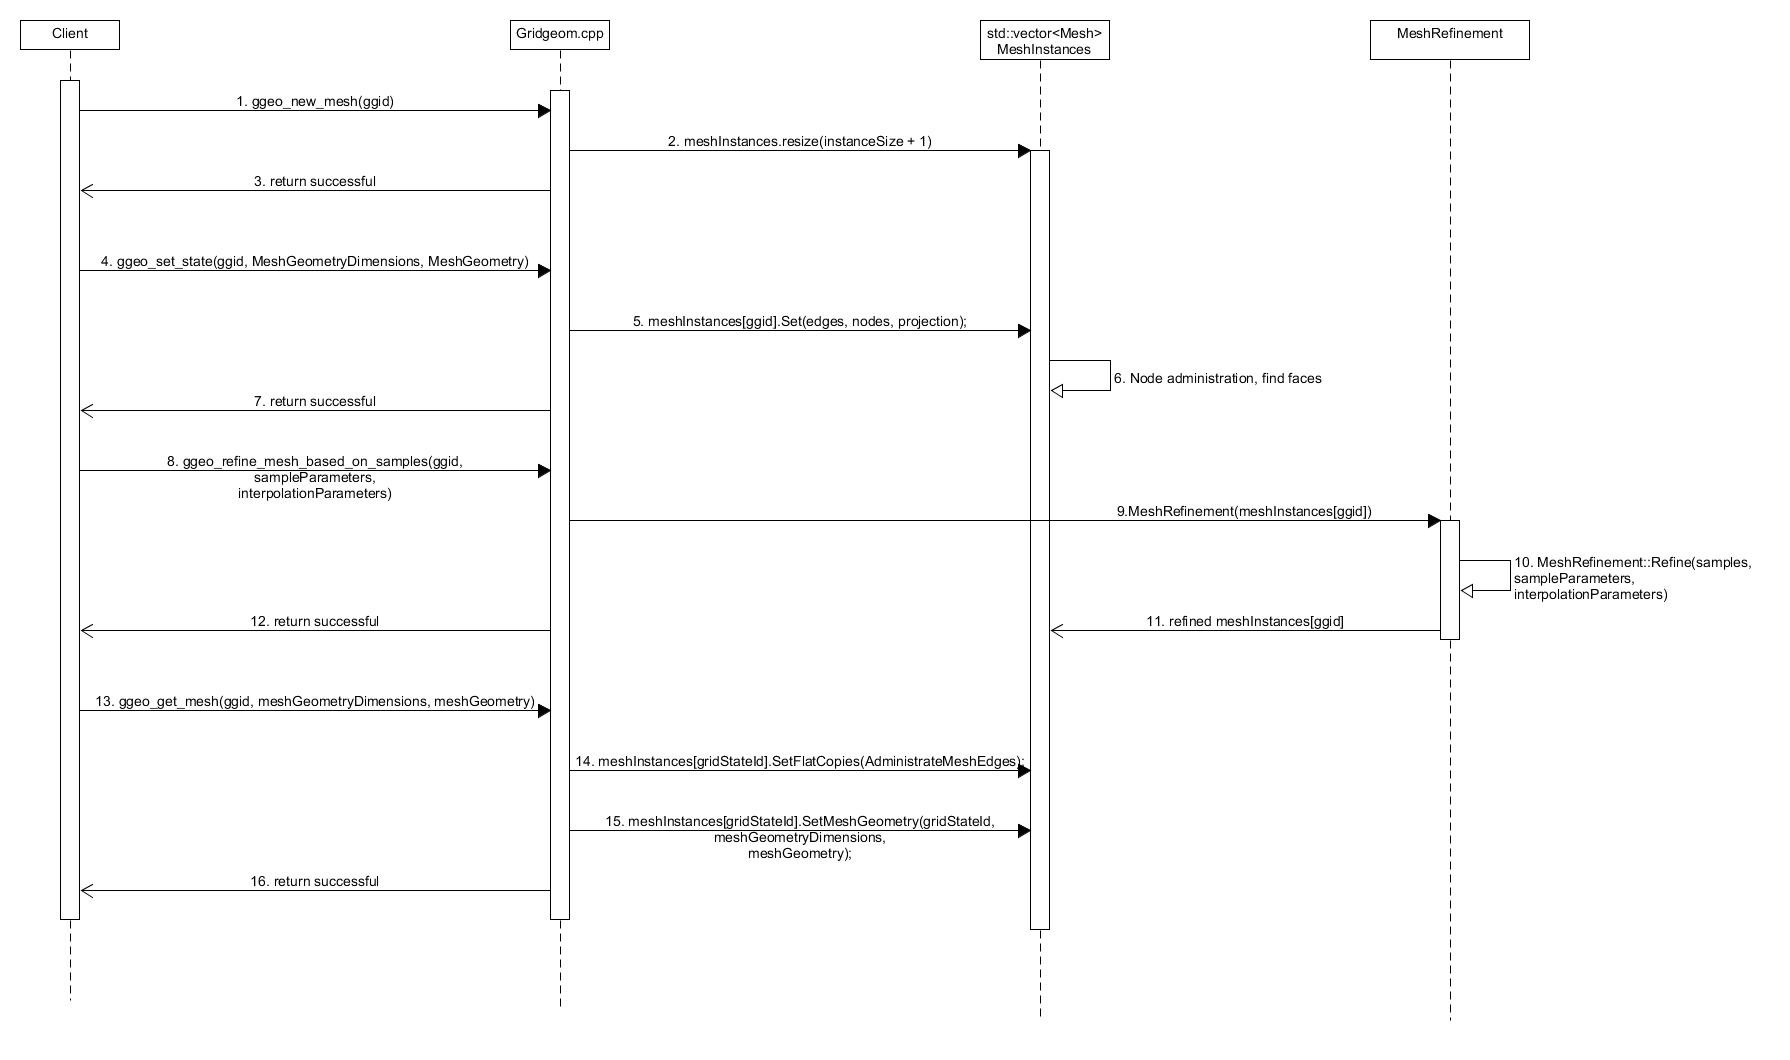 Client
Gridgeom.cpp
std::vector<Mesh>
MeshInstances
MeshRefinement
1. ggeo_new_mesh(ggid)
2. meshInstances.resize(instanceSize + 1)
3. return successful
4. ggeo_set_state(ggid, MeshGeometryDimensions, MeshGeometry)
5. meshInstances[ggid].Set(edges, nodes, projection);
6. Node administration, find faces
7. return successful
8. ggeo_refine_mesh_based_on_samples(ggid,
sampleParameters,
interpolationParameters)
9.MeshRefinement(meshInstances[ggid])
10. MeshRefinement::Refine(samples,
sampleParameters,
interpolationParameters)
11. refined meshInstances[ggid]
12. return successful
13. ggeo_get_mesh(ggid, meshGeometryDimensions, meshGeometry)
14. meshInstances[gridStateId].SetFlatCopies(AdministrateMeshEdges);
15. meshInstances[gridStateId].SetMeshGeometry(gridStateId,
meshGeometryDimensions,
meshGeometry);
16. return successful